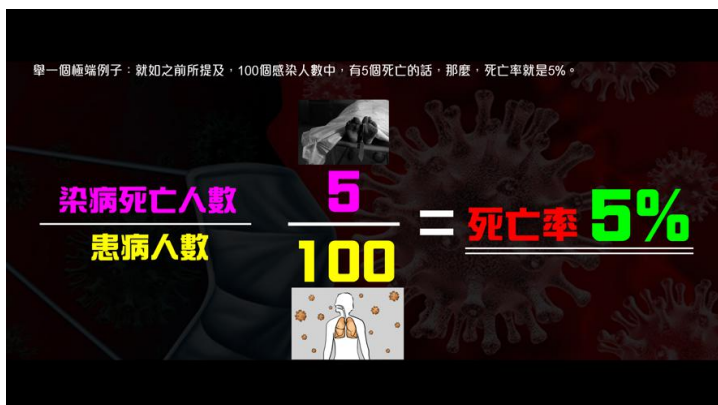 舉一個極端例子：就如之前所提及，100個感染人數中，有5個死亡的話，那麼，死亡率就是5%。
染病死亡人數
患病人數
5
100
= 死亡率 5%